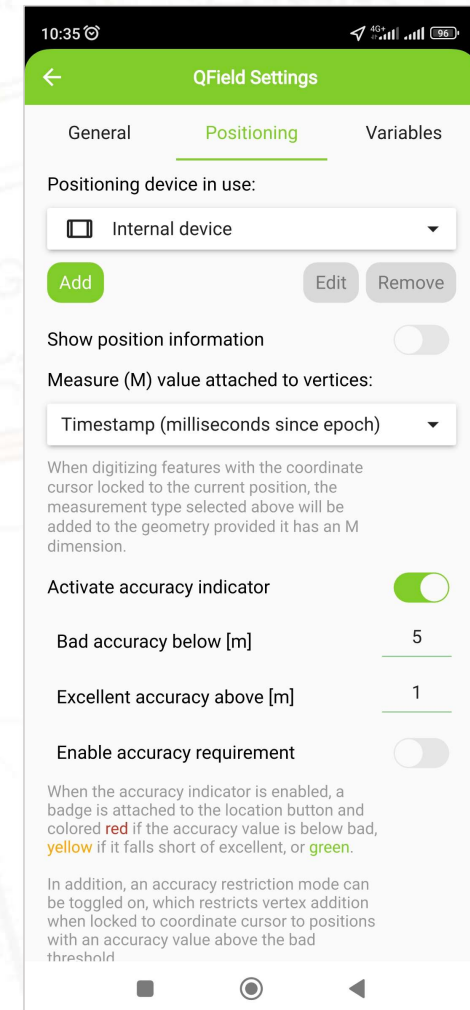 10:35
4G+ 96
QField Settings
General Positioning Variables
Positioning device in use:
Internal device
Add Edit Remove
Show position information
Measure (M) value attached to vertices:
Timestamp (milliseconds since epoch)
When digitizing features with the coordinate
cursor locked to the current position, the
measurement type selected above will be
added to the geometry provided it has an M
dimension.
Activate accuracy indicator
Bad accuracy below [m] 5
Excellent accuracy above [m] 1
Enable accuracy requirement
When the accuracy indicator is enabled, a
badge is attached to the location button and
colored red if the accuracy value is below bad,
yellow if it falls short of excellent, or green.
In addition, an accuracy restriction mode can
be toggled on, which restricts vertex addition
when locked to coordinate cursor to positions
with an accuracy value above the bad
threshold